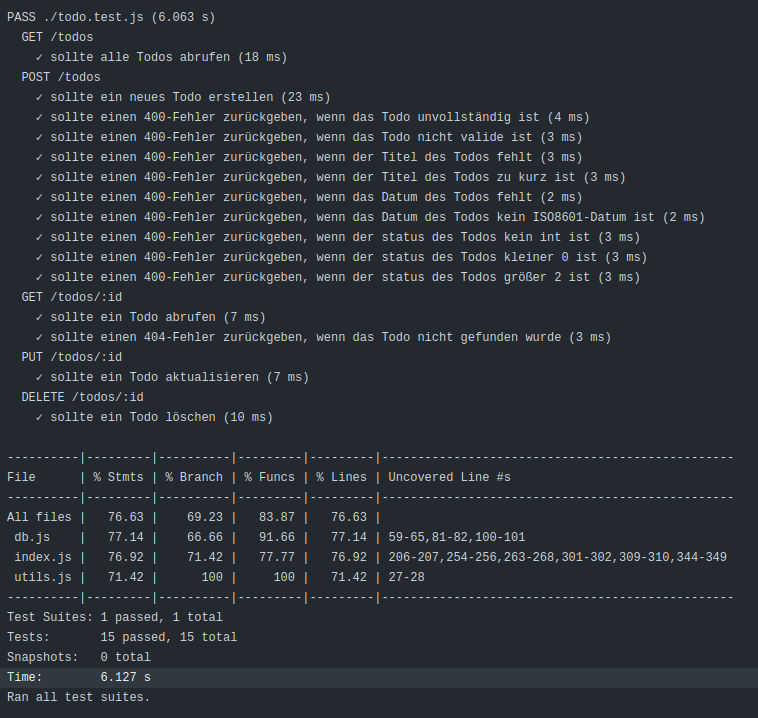 PASS ./todo.test.js (6.063 s)
  GET /todos
    ✓ sollte alle Todos abrufen (18 ms)
  POST /todos
    ✓ sollte ein neues Todo erstellen (23 ms)
    ✓ sollte einen 400-Fehler zurückgeben, wenn das Todo unvollständig ist (4 ms)
    ✓ sollte einen 400-Fehler zurückgeben, wenn das Todo nicht valide ist (3 ms)
    ✓ sollte einen 400-Fehler zurückgeben, wenn der Titel des Todos fehlt (3 ms)
    ✓ sollte einen 400-Fehler zurückgeben, wenn der Titel des Todos zu kurz ist (3 ms)
    ✓ sollte einen 400-Fehler zurückgeben, wenn das Datum des Todos fehlt (2 ms)
    ✓ sollte einen 400-Fehler zurückgeben, wenn das Datum des Todos kein ISO8601-Datum ist (2 ms)
    ✓ sollte einen 400-Fehler zurückgeben, wenn der status des Todos kein int ist (3 ms)
    ✓ sollte einen 400-Fehler zurückgeben, wenn der status des Todos kleiner 0 ist (3 ms)
    ✓ sollte einen 400-Fehler zurückgeben, wenn der status des Todos größer 2 ist (3 ms)
  GET /todos/:id
    ✓ sollte ein Todo abrufen (7 ms)
    ✓ sollte einen 404-Fehler zurückgeben, wenn das Todo nicht gefunden wurde (3 ms)
  PUT /todos/:id
    ✓ sollte ein Todo aktualisieren (7 ms)
  DELETE /todos/:id
    ✓ sollte ein Todo löschen (10 ms)

----------|---------|----------|---------|---------|-------------------------------------------------
File      | % Stmts | % Branch | % Funcs | % Lines | Uncovered Line #s
----------|---------|----------|---------|---------|-------------------------------------------------
All files |   76.63 |    69.23 |   83.87 |   76.63 |
 db.js    |   77.14 |    66.66 |   91.66 |   77.14 | 59-65,81-82,100-101
 index.js |   76.92 |    71.42 |   77.77 |   76.92 | 206-207,254-256,263-268,301-302,309-310,344-349
 utils.js |   71.42 |      100 |     100 |   71.42 | 27-28
----------|---------|----------|---------|---------|-------------------------------------------------
Test Suites: 1 passed, 1 total
Tests:       15 passed, 15 total
Snapshots:   0 total
Time:        6.127 s
Ran all test suites.